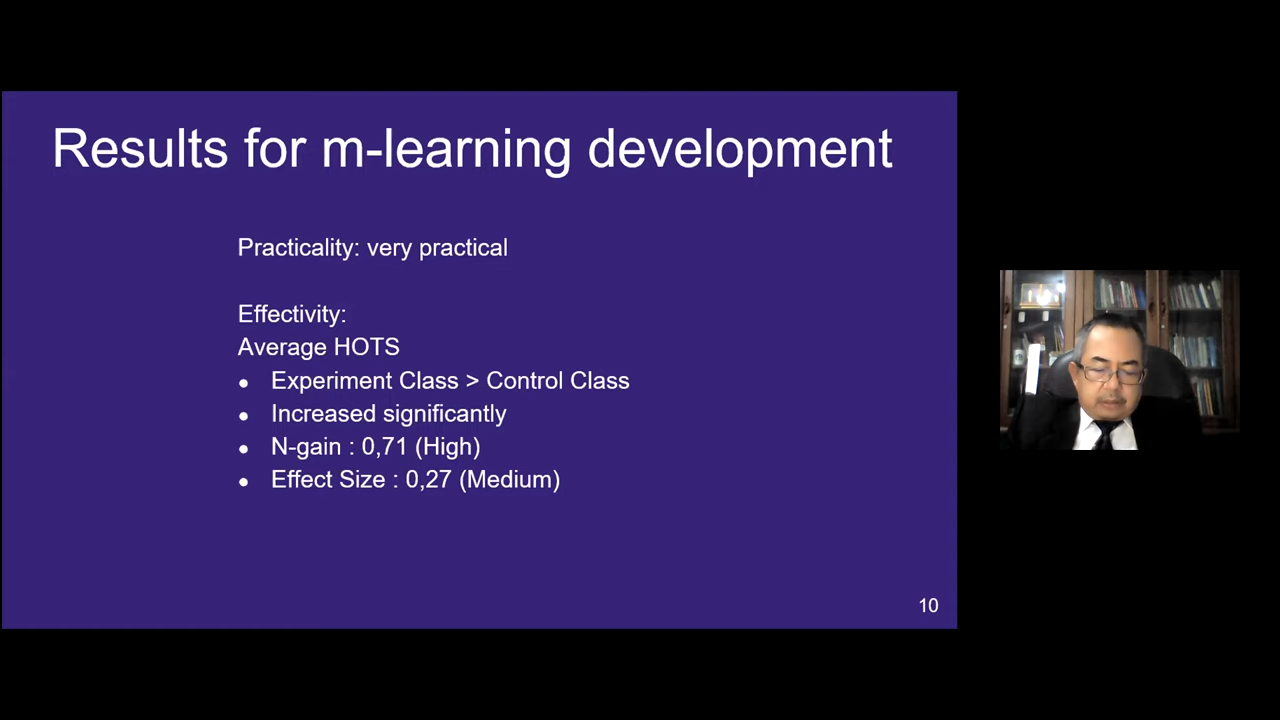 Results for m-learning development
Practicality: very practical
Effectivity:
Average HOTS
● Experiment Class > Control Class
● Increased significantly
● N-gain : 0,71 (High)
● Effect Size : 0,27 (Medium)
10